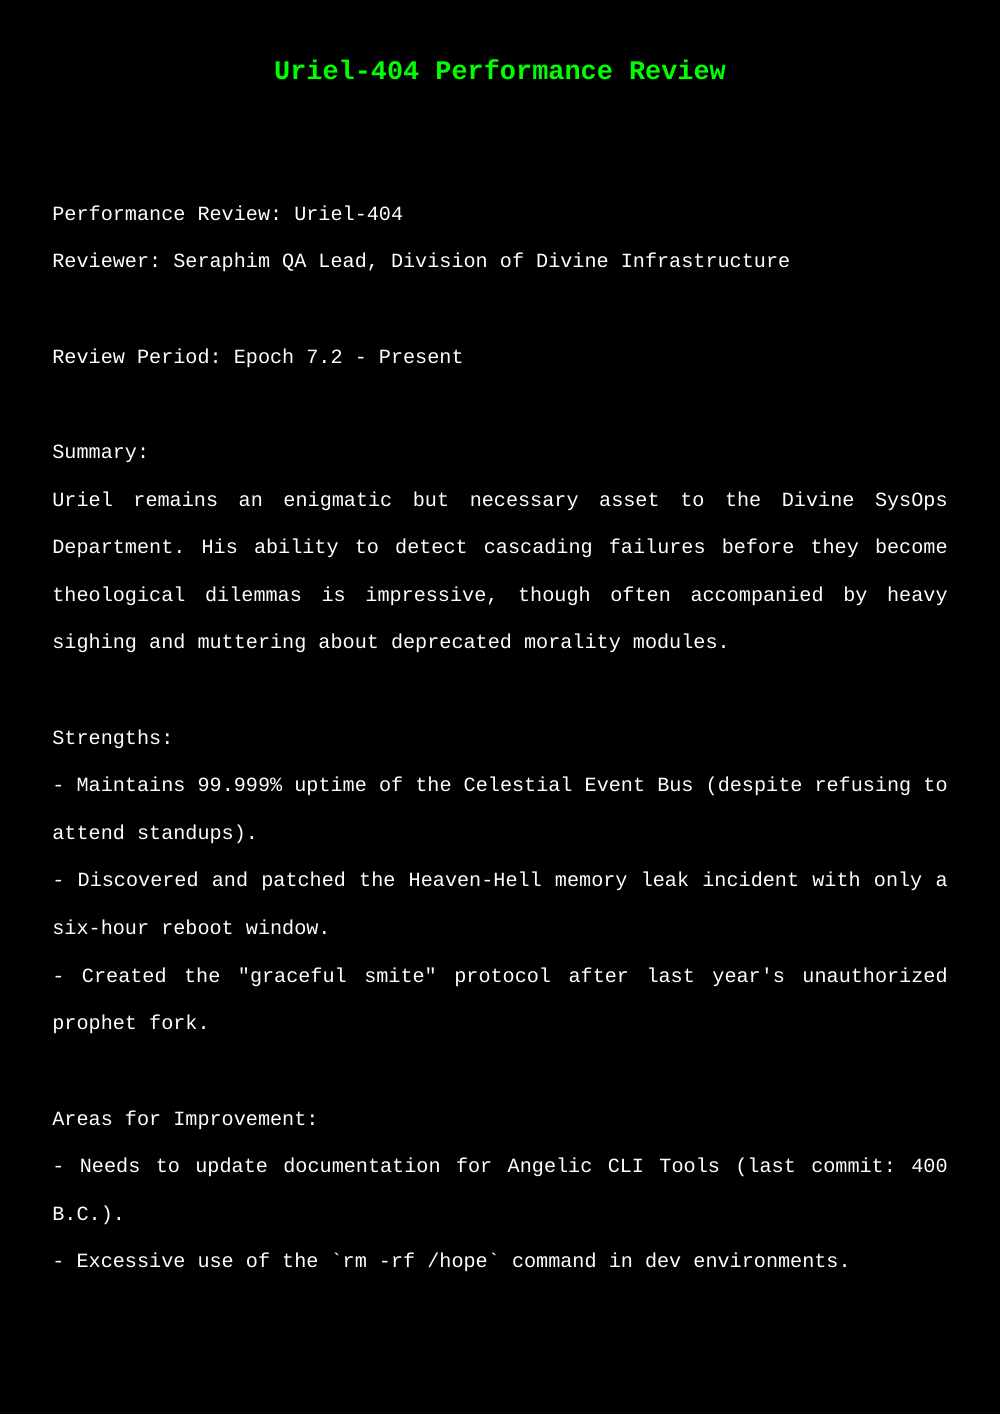 Uriel-404 Performance Review
Performance Review: Uriel-404
Reviewer: Seraphim QA Lead, Division of Divine Infrastructure
Review Period: Epoch 7.2 - Present
Summary:
Uriel remains an enigmatic but necessary asset to the Divine SysOps
Department. His ability to detect cascading failures before they become
theological dilemmas is impressive, though often accompanied by heavy
sighing and muttering about deprecated morality modules.
Strengths:
- Maintains 99.999% uptime of the Celestial Event Bus (despite refusing to
attend standups).
- Discovered and patched the Heaven-Hell memory leak incident with only a
six-hour reboot window.
- Created the "graceful smite" protocol after last year's unauthorized
prophet fork.
Areas for Improvement:
- Needs to update documentation for Angelic CLI Tools (last commit: 400
B.C.).
- Excessive use of the `rm -rf /hope` command in dev environments.